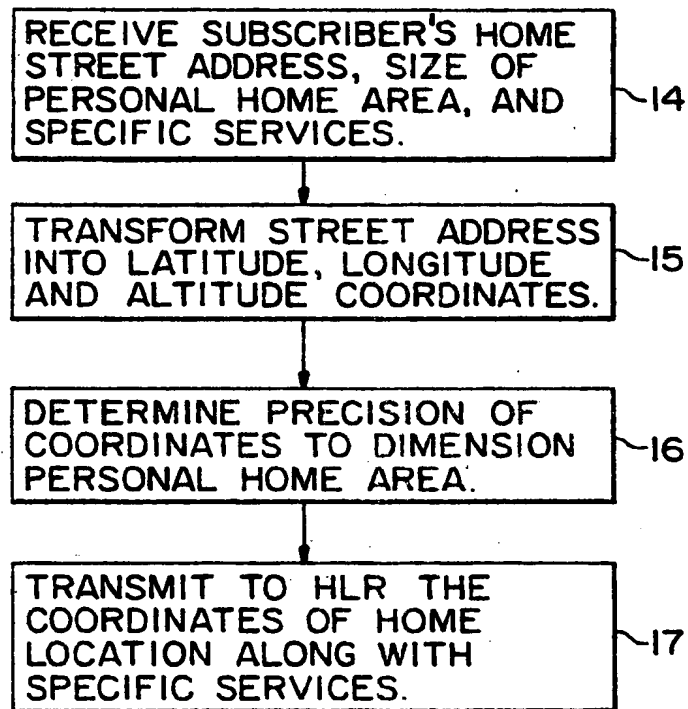 RECEIVE SUBSCRIBER'S HOME
STREET ADDRESS, SIZE OF
PERSONAL HOME AREA, AND
SPECIFIC SERVICES.
14
TRANSFORM STREET ADDRESS
INTO LATITUDE, LONGITUDE
AND ALTITUDE COORDINATES.
15
DETERMINE PRECISION OF
COORDINATES TO DIMENSION
PERSONAL HOME AREA.
16
TRANSMIT TO HLR THE
COORDINATES OF HOME
LOCATION ALONG WITH
SPECIFIC SERVICES.
17